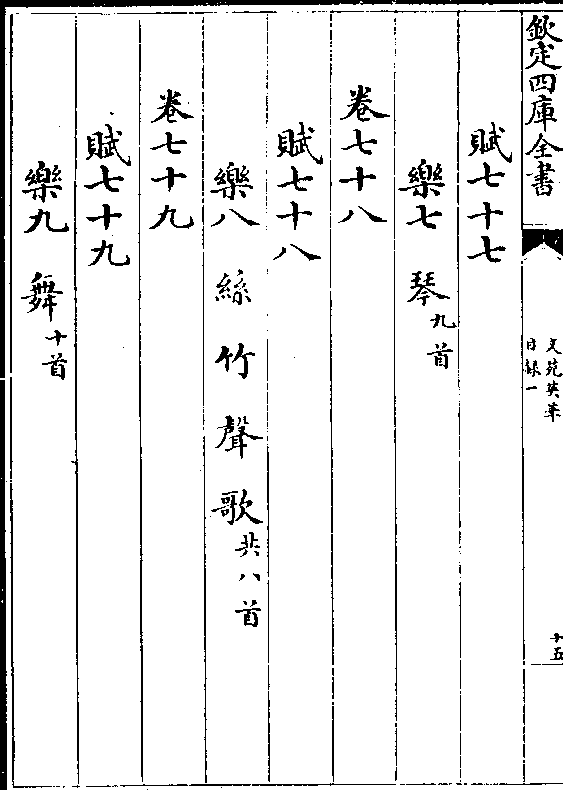 欽定四庫全書
文苑英華
目錄一
十五
賦七十七
樂七 琴九首
卷七十八
賦七十八
樂八 絲竹聲歌共八首
卷七十九
賦七十九
樂九 舞十首